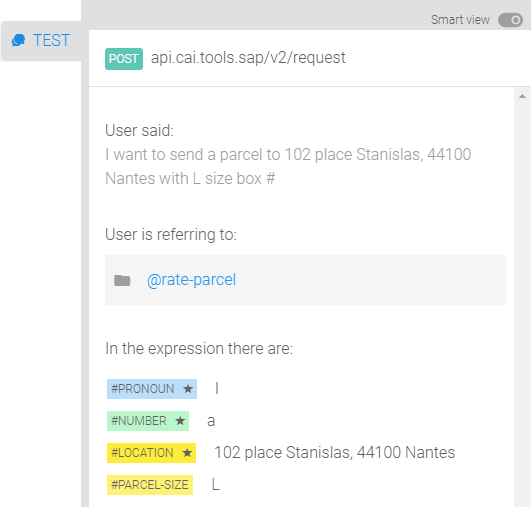 Smart view
TEST
POST api.cai.tools.sap/v2/request
User said:
I want to send a parcel to 102 place Stanislas, 44100
Nantes with L size box #
User is referring to:
@rate-parcel
In the expression there are:
#PRONOUN ★ I
#NUMBER ★ a
#LOCATION ★ 102 place Stanislas, 44100 Nantes
#PARCEL-SIZE L